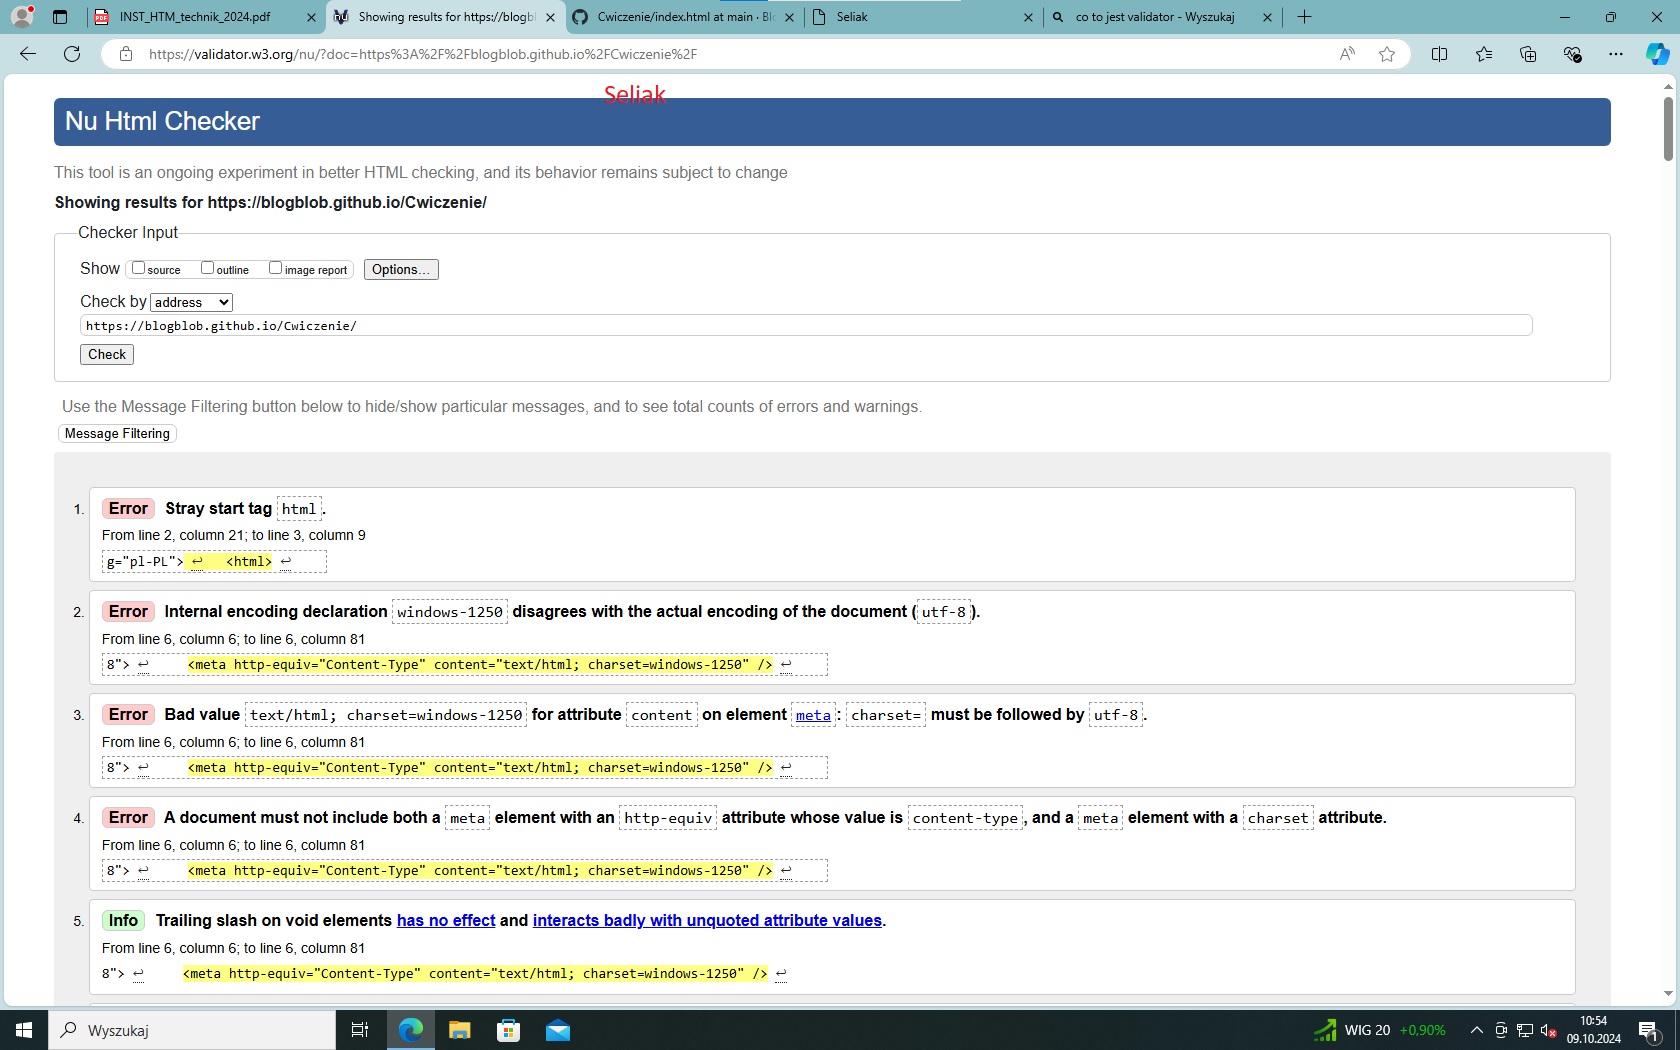 INST_HTM_technik_2024.pdf
Showing results for https://blogbl
Cwiczenie/index.html at main · Bl
Seliak
co to jest validator - Wyszukaj
https://validator.w3.org/nu/?doc=https%3A%2F%2Fblogblob.github.io%2FCwiczenie%2F
Seliak
Nu Html Checker
This tool is an ongoing experiment in better HTML checking, and its behavior remains subject to change
Showing results for https://blogblob.github.io/Cwiczenie/
Checker Input
Show source outline image report Options...
Check by address
https://blogblob.github.io/Cwiczenie/
Check
Use the Message Filtering button below to hide/show particular messages, and to see total counts of errors and warnings.
Message Filtering
1. Error Stray start tag html.
From line 2, column 21; to line 3, column 9
g="pl-PL">↩ <html>↩
2. Error Internal encoding declaration windows-1250 disagrees with the actual encoding of the document (utf-8).
From line 6, column 6; to line 6, column 81
8">↩ <meta http-equiv="Content-Type" content="text/html; charset=windows-1250" />↩
3. Error Bad value text/html; charset=windows-1250 for attribute content on element meta: charset= must be followed by utf-8.
From line 6, column 6; to line 6, column 81
8">↩ <meta http-equiv="Content-Type" content="text/html; charset=windows-1250" />↩
4. Error A document must not include both a meta element with an http-equiv attribute whose value is content-type, and a meta element with a charset attribute.
From line 6, column 6; to line 6, column 81
8">↩ <meta http-equiv="Content-Type" content="text/html; charset=windows-1250" />↩
5. Info Trailing slash on void elements has no effect and interacts badly with unquoted attribute values.
From line 6, column 6; to line 6, column 81
8">↩ <meta http-equiv="Content-Type" content="text/html; charset=windows-1250" />↩
Wyszukaj
WIG 20 +0,90%
10:54
09.10.2024
1